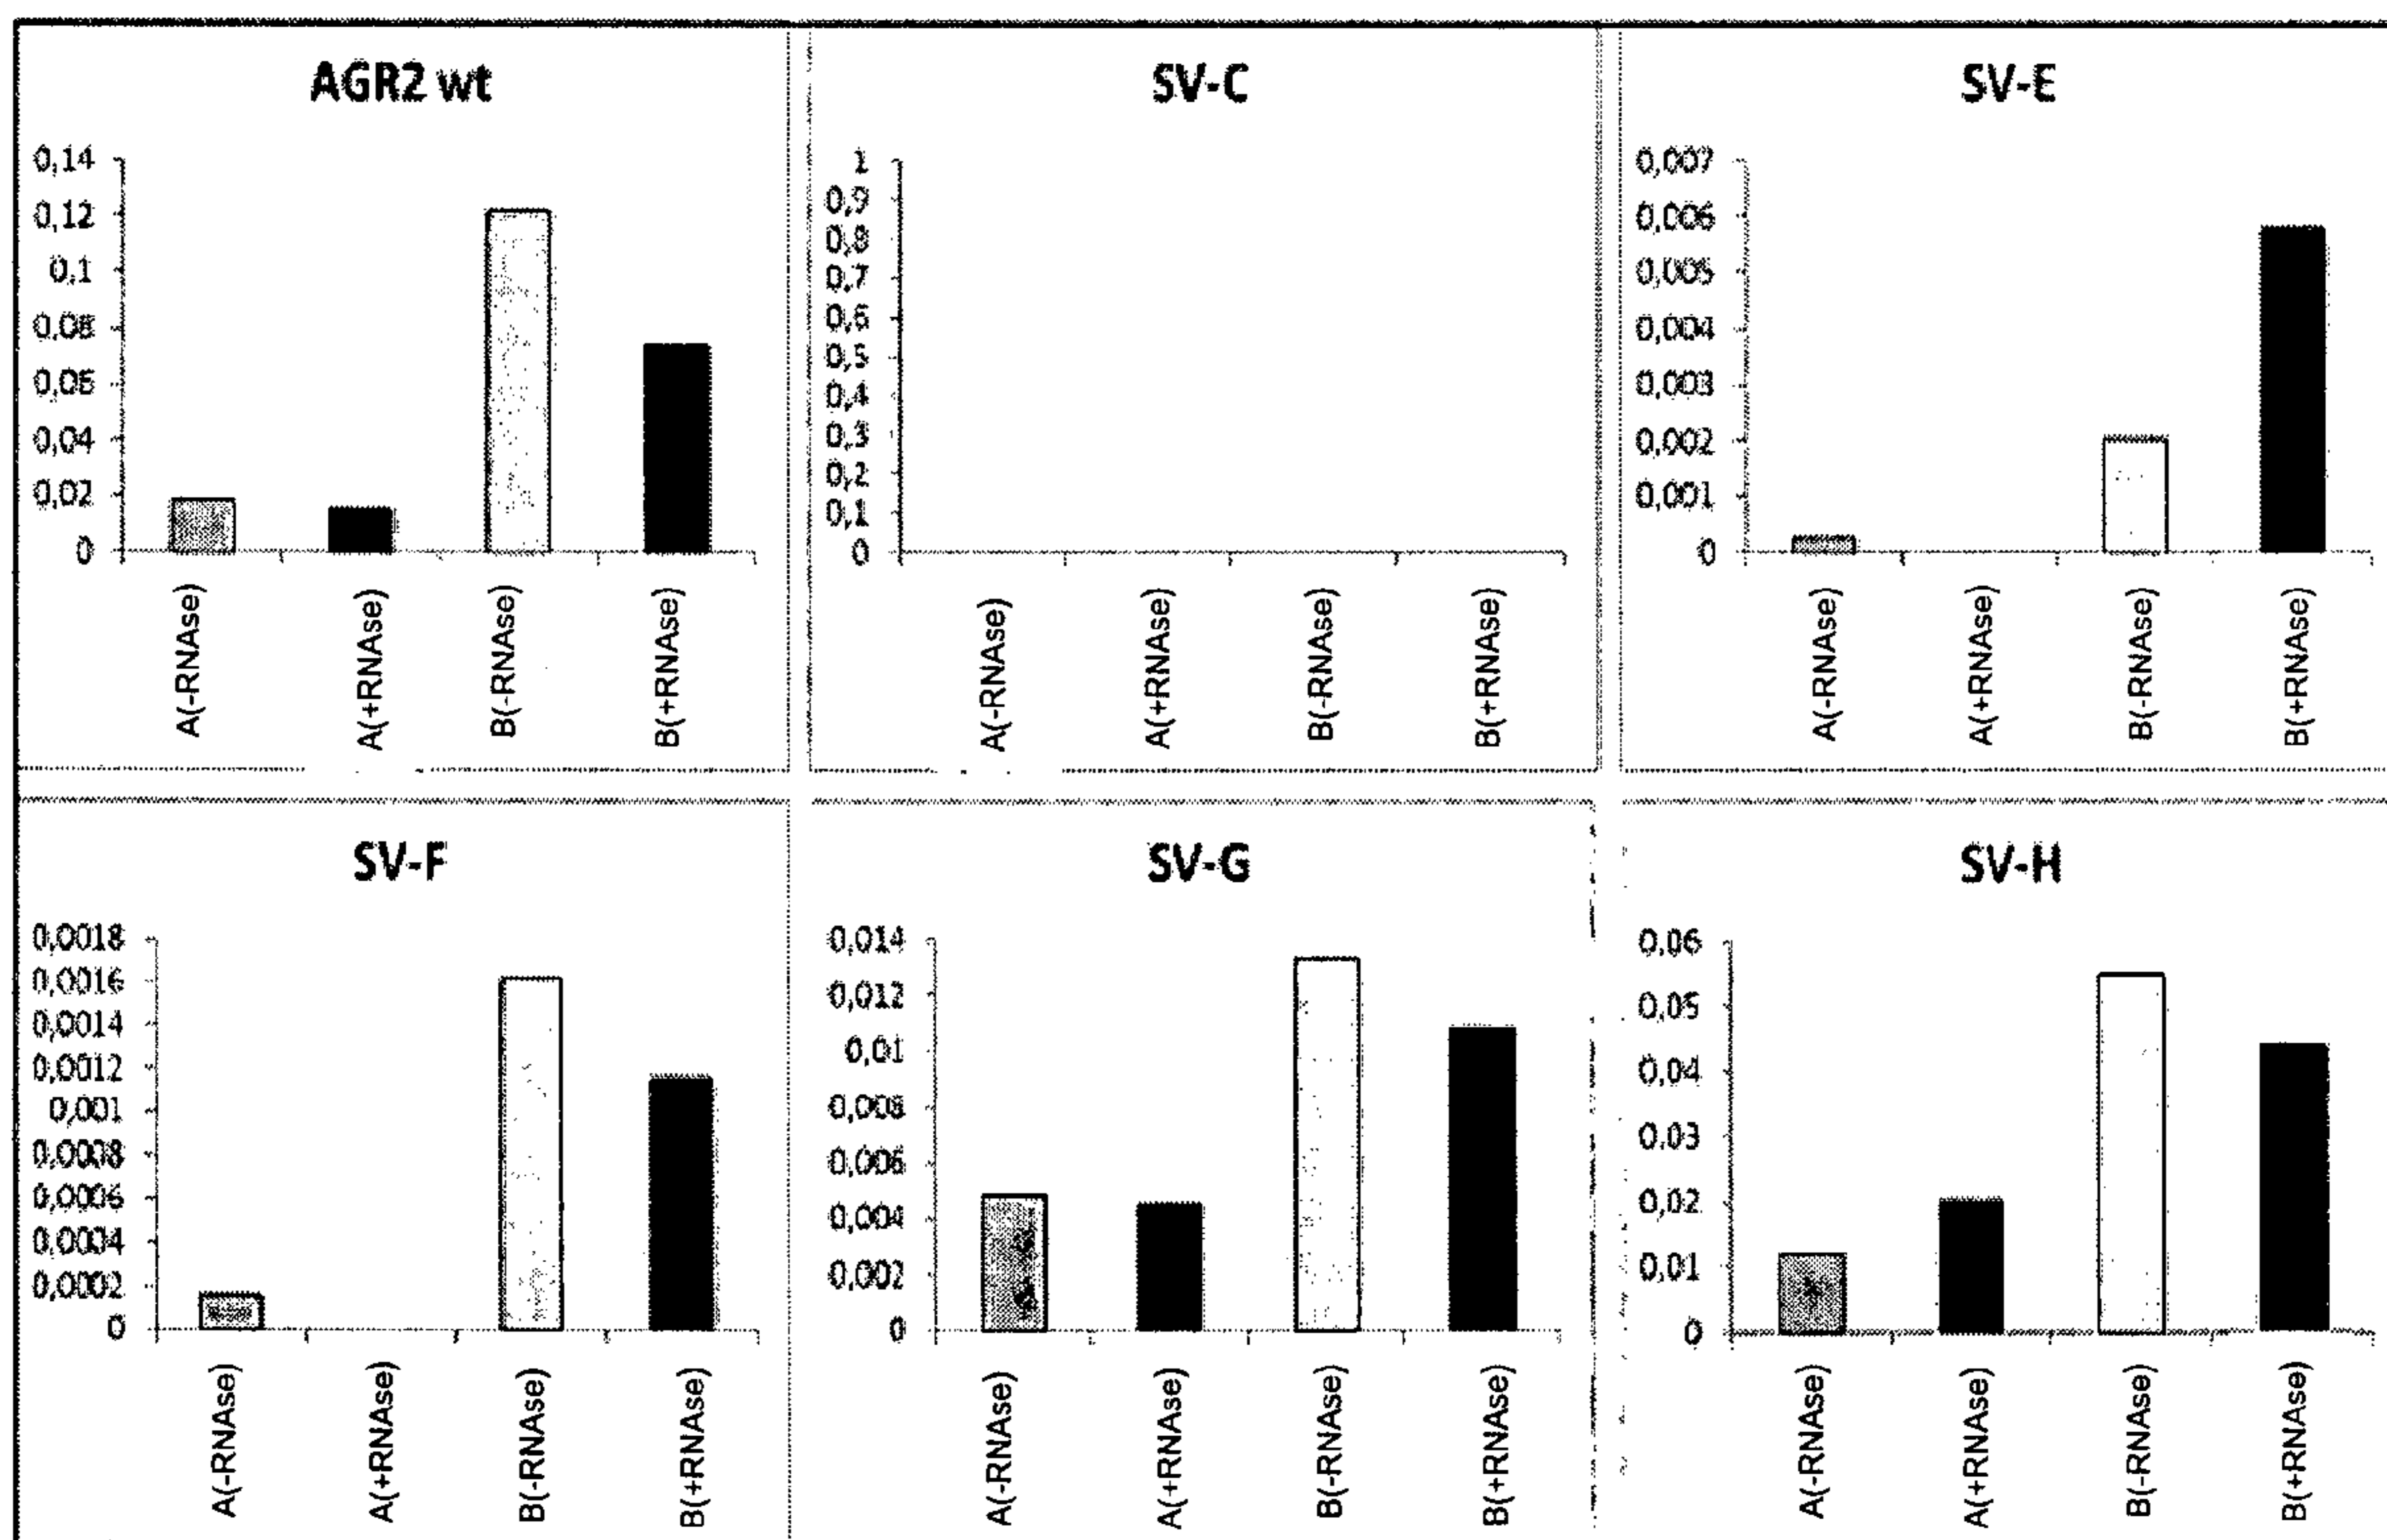 AGR2 wt
0,14
0,12
0,1
0,08
0,06
0,04
0,02
0
A(-RNAse)
A(+RNAse)
B(-RNAse)
B(+RNAse)
SV-C
1
0,9
0,8
0,7
0,6
0,5
0,4
0,3
0,2
0,1
0
A(-RNAse)
A(+RNAse)
B(-RNAse)
B(+RNAse)
SV-E
0,007
0,006
0,005
0,004
0,003
0,002
0,001
0
A(-RNAse)
A(+RNAse)
B(-RNAse)
B(+RNAse)
SV-F
0,0018
0,0016
0,0014
0,0012
0,001
0,0008
0,0006
0,0004
0,0002
0
A(-RNAse)
A(+RNAse)
B(-RNAse)
B(+RNAse)
SV-G
0,014
0,012
0,01
0,008
0,006
0,004
0,002
0
A(-RNAse)
A(+RNAse)
B(-RNAse)
B(+RNAse)
SV-H
0,06
0,05
0,04
0,03
0,02
0,01
0
A(-RNAse)
A(+RNAse)
B(-RNAse)
B(+RNAse)